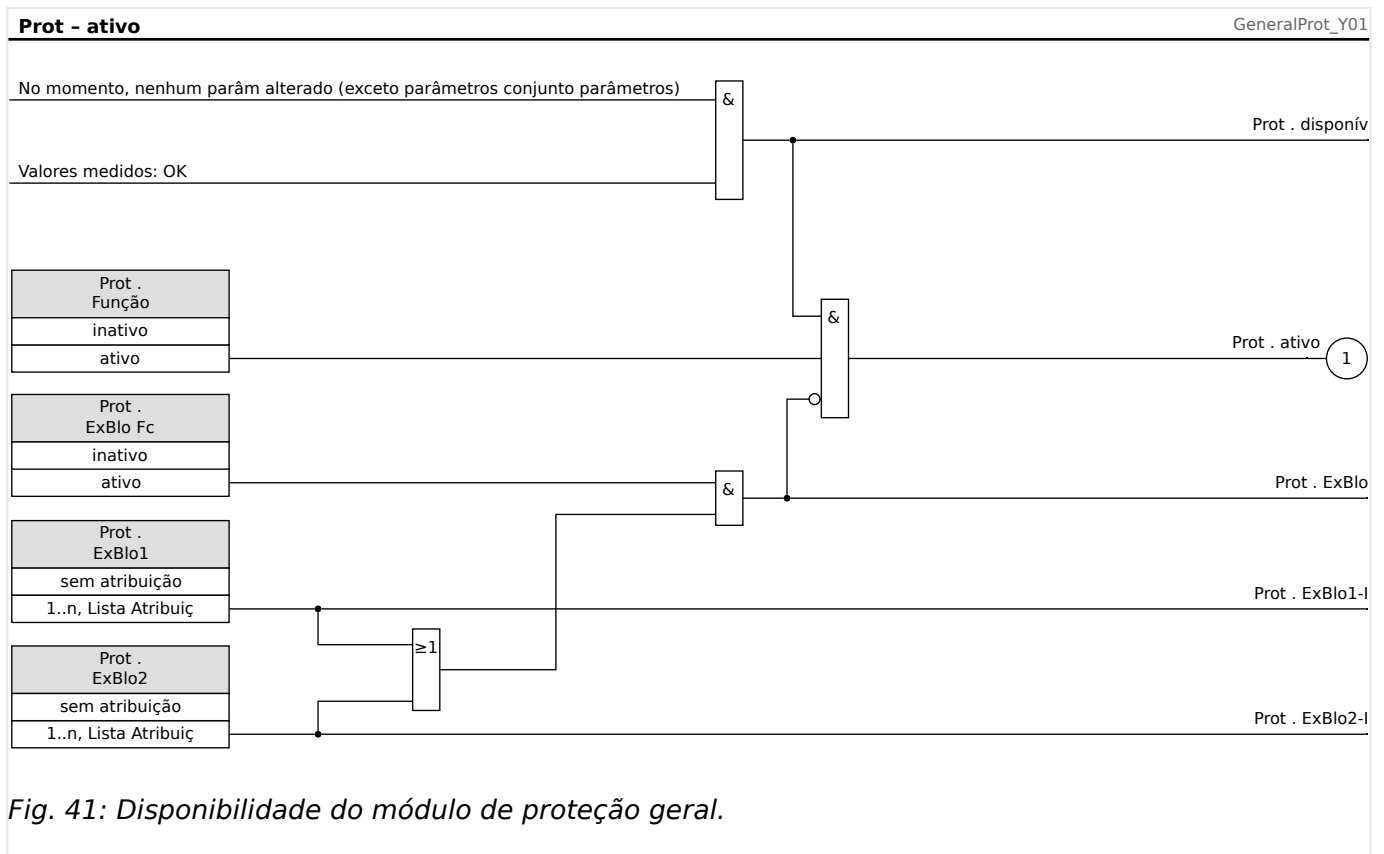 Prot – ativo
GeneralProt_Y01
No momento, nenhum parâm alterado (exceto parâmetros conjunto parâmetros)
&
Prot . disponív
Valores medidos: OK
Prot .
Função
inativo
ativo
&
Prot . ativo
1
Prot .
ExBlo Fc
inativo
ativo
&
Prot . ExBlo
Prot .
ExBlo1
sem atribuição
1..n, Lista Atribuiç
Prot . ExBlo1-I
≥1
Prot .
ExBlo2
sem atribuição
1..n, Lista Atribuiç
Prot . ExBlo2-I
Fig. 41: Disponibilidade do módulo de proteção geral.